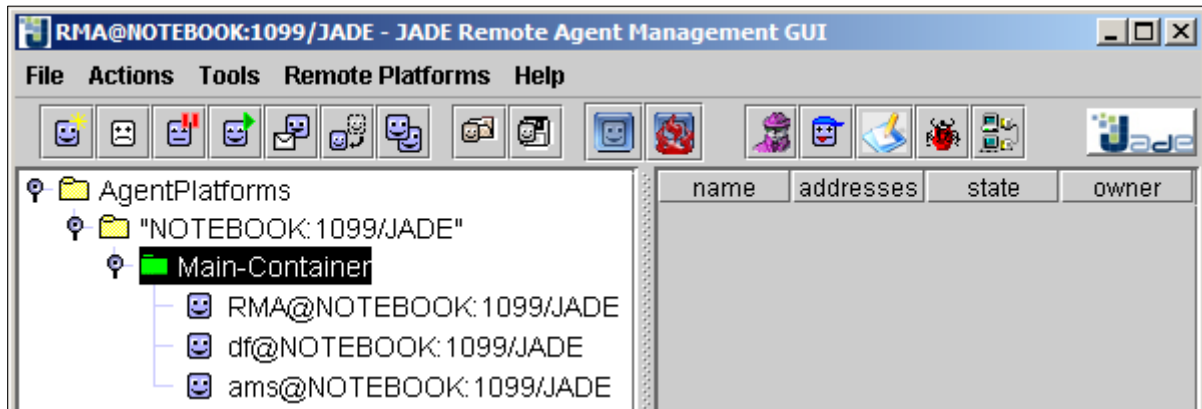 RMA@NOTEBOOK:1099/JADE - JADE Remote Agent Management GUI
File Actions Tools Remote Platforms Help
Jade
AgentPlatforms
"NOTEBOOK:1099/JADE"
Main-Container
RMA@NOTEBOOK:1099/JADE
df@NOTEBOOK:1099/JADE
ams@NOTEBOOK:1099/JADE
name addresses state owner